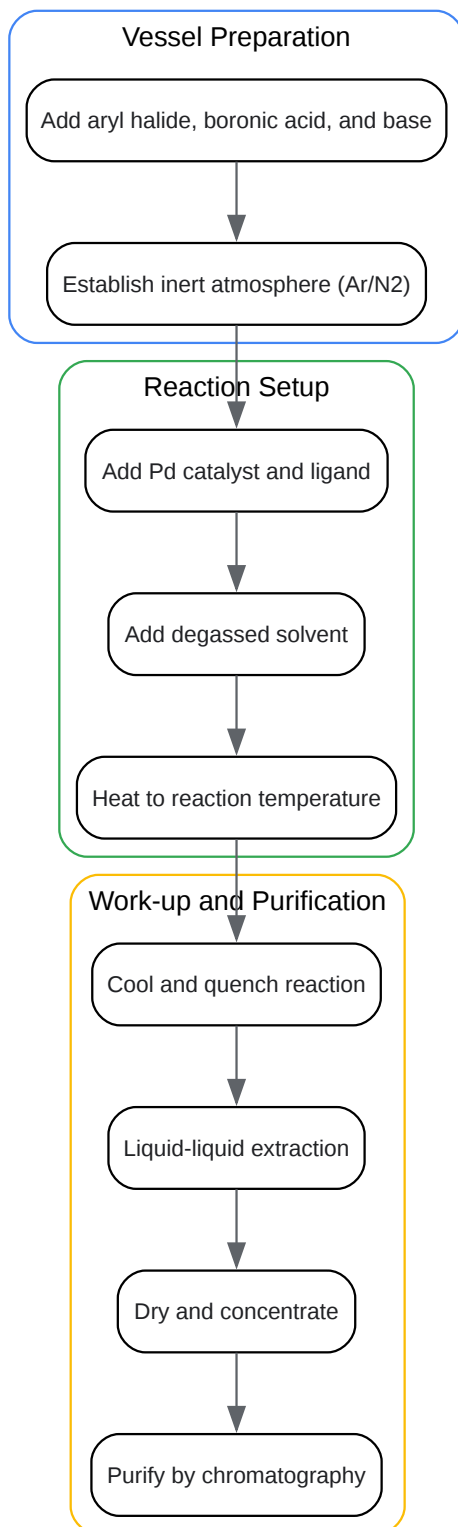 Vessel Preparation
Add aryl halide, boronic acid, and base
Establish inert atmosphere (Ar/N2)
Reaction Setup
Add Pd catalyst and ligand
Add degassed solvent
Heat to reaction temperature
Work-up and Purification
Cool and quench reaction
Liquid-liquid extraction
Dry and concentrate
Purify by chromatography